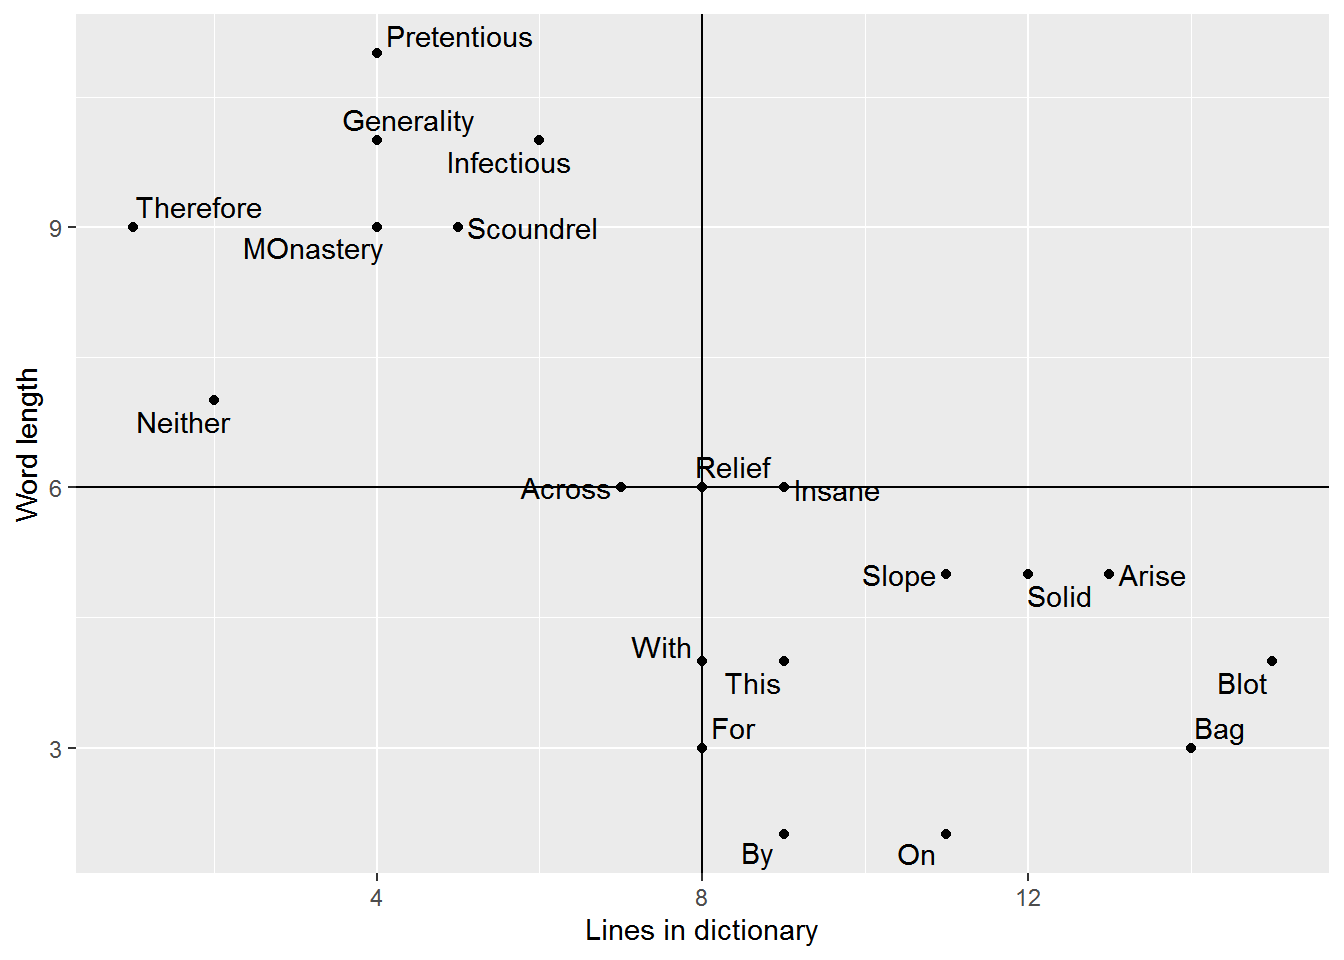 Pretentious
Generality
Infectious
Therefore
9
Scoundrel
MOnastery
Neither
Word length
Relief
6
Across
Insane
Slope
Arise
Solid
With
This
Blot
For
Bag
3
By
On
4
8
12
Lines in dictionary